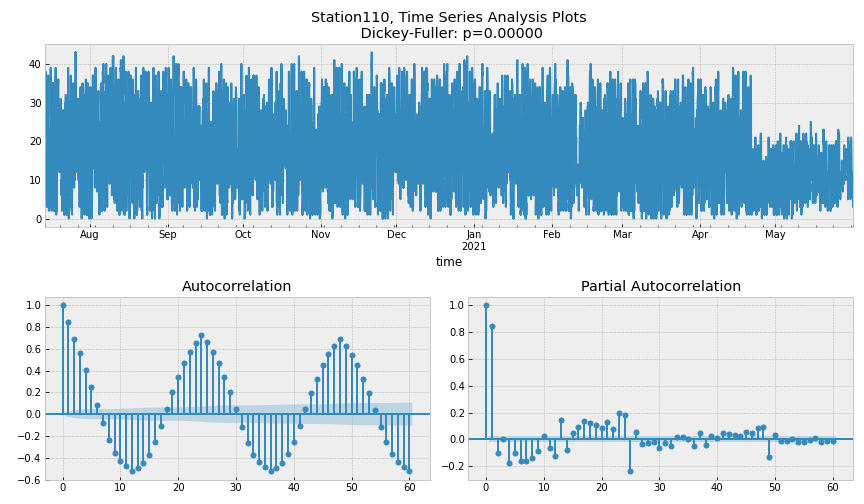 Station110, Time Series Analysis Plots
Dickey-Fuller: p=0.00000
40
30
20
10
0
Aug Sep Oct Nov Dec Jan Feb Mar Apr May
2021
time
Autocorrelation
1.0
0.8
0.6
0.4
0.2
0.0
−0.2
−0.4
−0.6
0 10 20 30 40 50 60
Partial Autocorrelation
1.0
0.8
0.6
0.4
0.2
0.0
−0.2
0 10 20 30 40 50 60